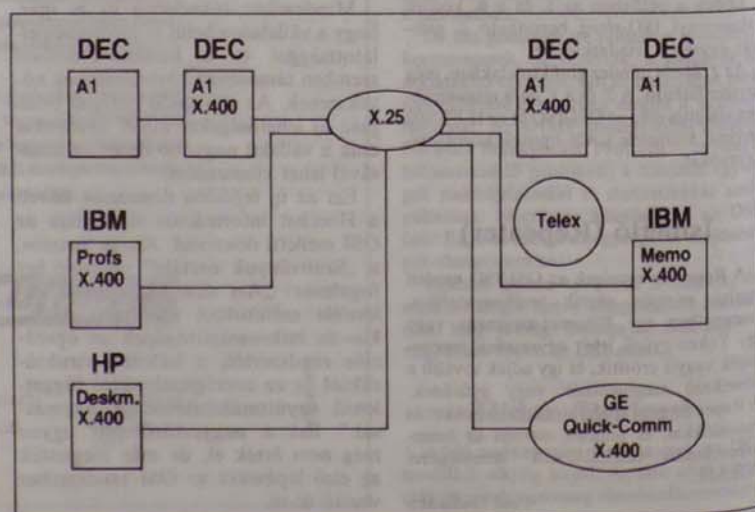 DEC
DEC
DEC
DEC
A1
A1
X.400
X.25
A1
X.400
A1
IBM
Telex
IBM
Profs
X.400
Memo
X.400
HP
Deskm.
X.400
GE
Quick-Comm
X.400